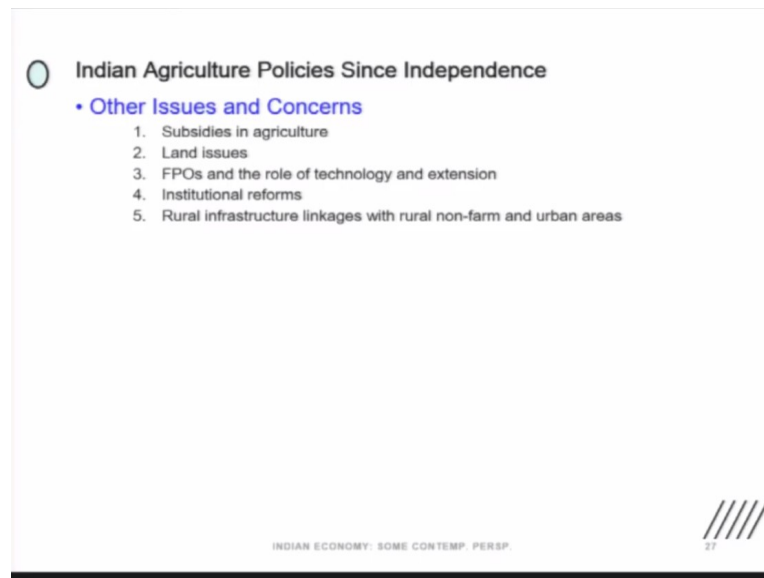 Indian Agriculture Policies Since Independence
• Other Issues and Concerns
1. Subsidies in agriculture
2. Land issues
3. FPOs and the role of technology and extension
4. Institutional reforms
5. Rural infrastructure linkages with rural non-farm and urban areas
INDIAN ECONOMY: SOME CONTEMP. PERSP.
27